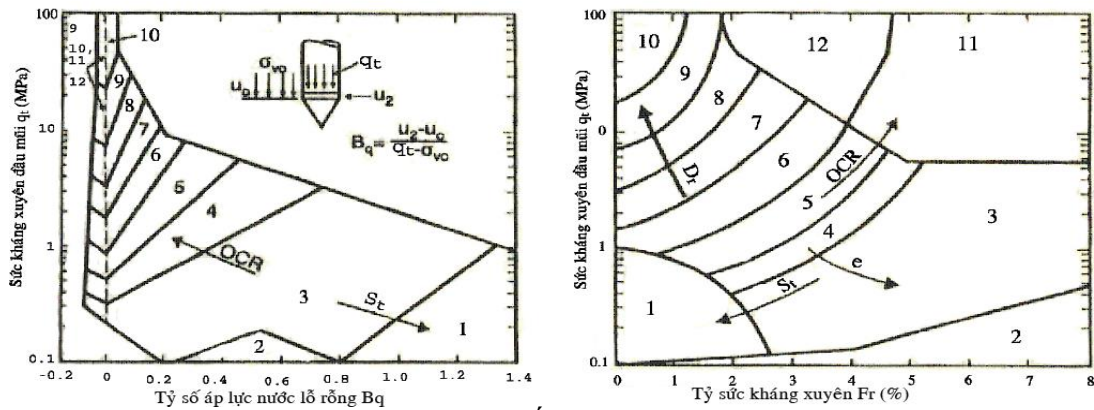 100
10
1
0.1
Sức kháng xuyên đầu mũi qt (MPa)
9
10,
11,
12
10
9
8
7
6
5
4
3
2
1
OCR
St
σvo
qt
uo
u2
Bq = u2-uo
qt-σvo
-0.2 0 0.2 0.4 0.6 0.8 1.0 1.2 1.4
Tỷ số áp lực nước lỗ rỗng Bq
100
0
1
0.1
Sức kháng xuyên đầu mũi qt (MPa)
10
9
8
7
6
5
4
3
2
1
12
11
Dr
OCR
e
St
0 1 2 3 4 5 6 7 8
Tỷ sức kháng xuyên Fr (%)